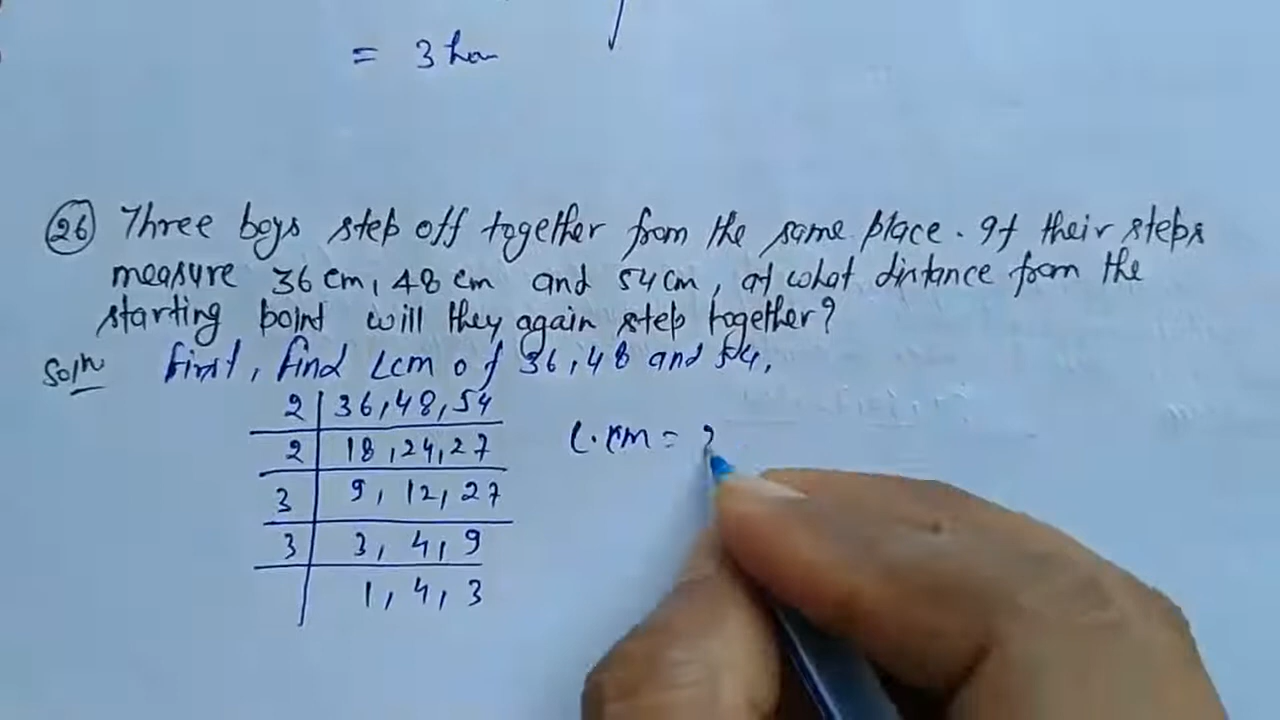 = 3 hon
26 Three boys step off together from the same place. If their steps
measure 36 cm, 48 cm and 54 cm, at what distance from the
starting point will they again step together?
Soln First, find Lcm of 36, 48 and 54,
2 | 36, 48, 54
2 | 18, 24, 27
3 | 9, 12, 27
3 | 3, 4, 9
1, 4, 3
L.cm = 2